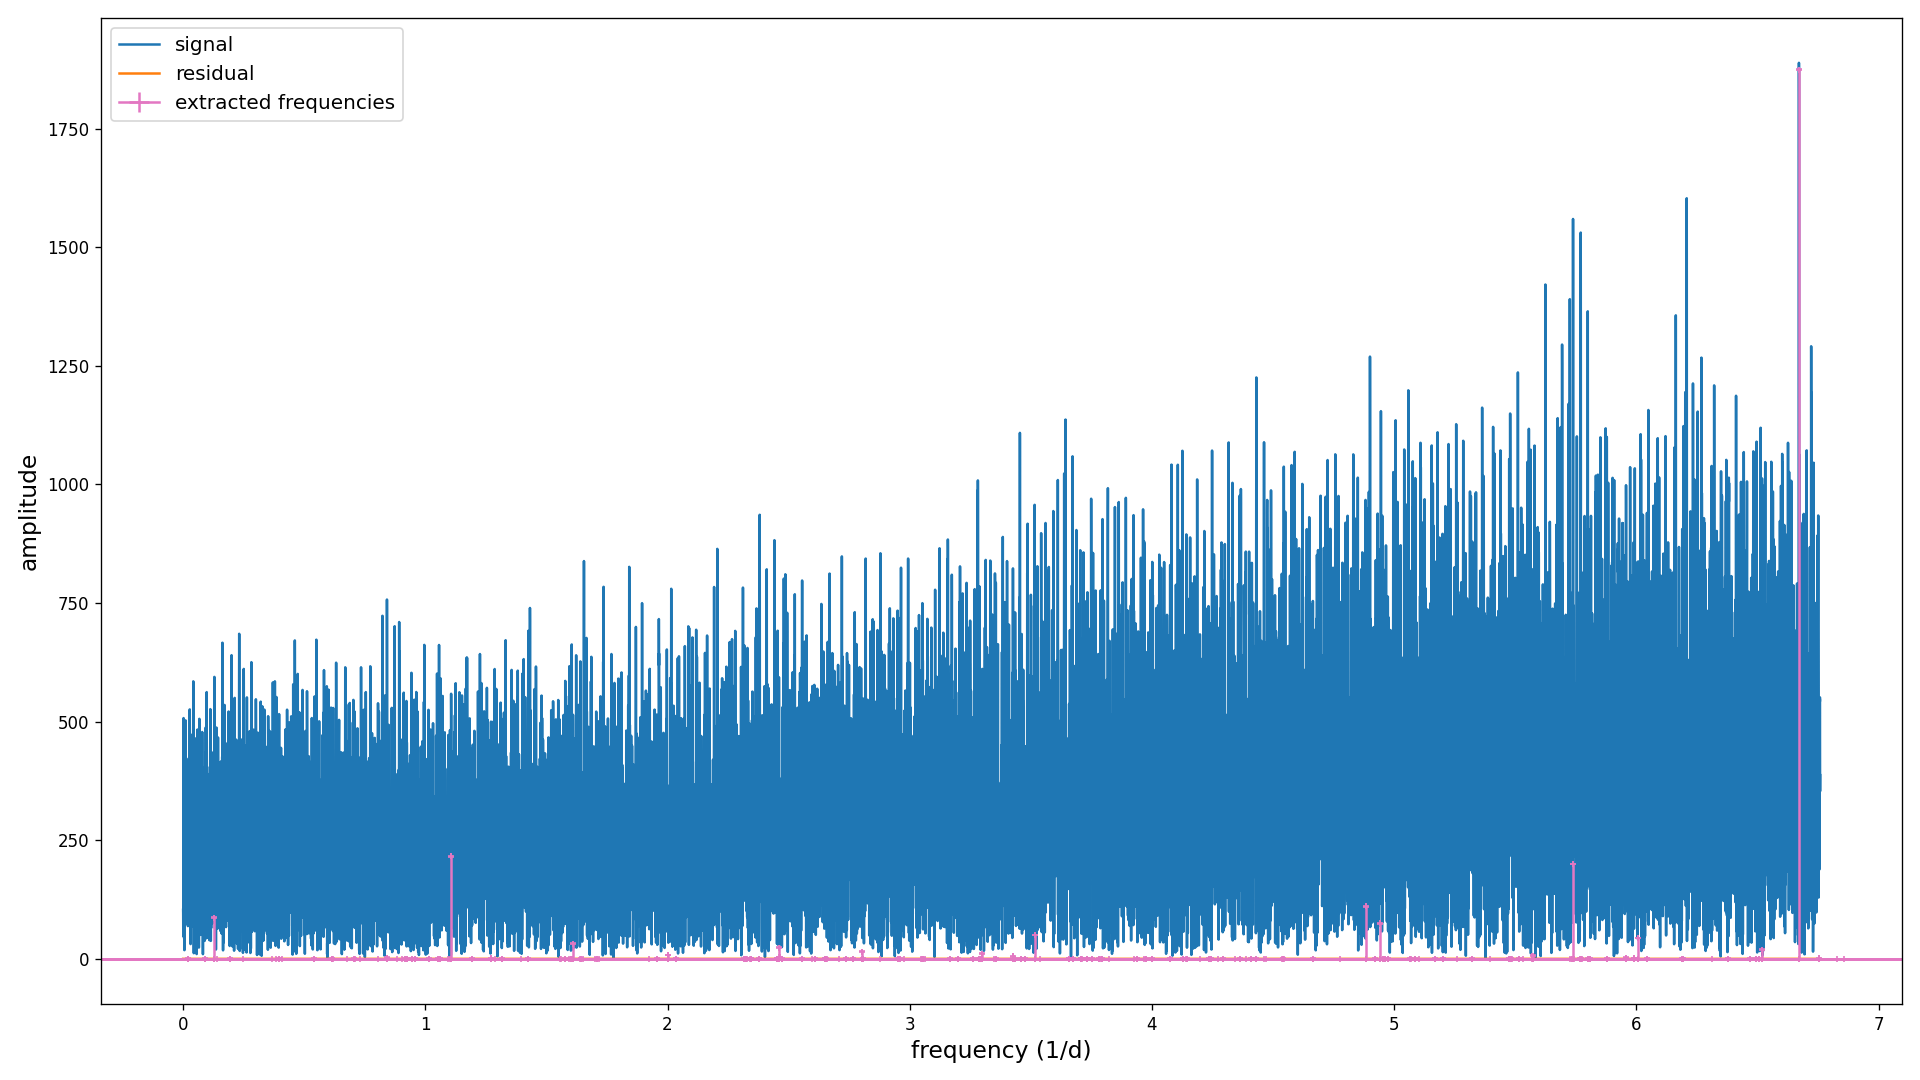 signal
residual
extracted frequencies
amplitude
1750
1500
1250
1000
750
500
250
0
0 1 2 3 4 5 6 7
frequency (1/d)